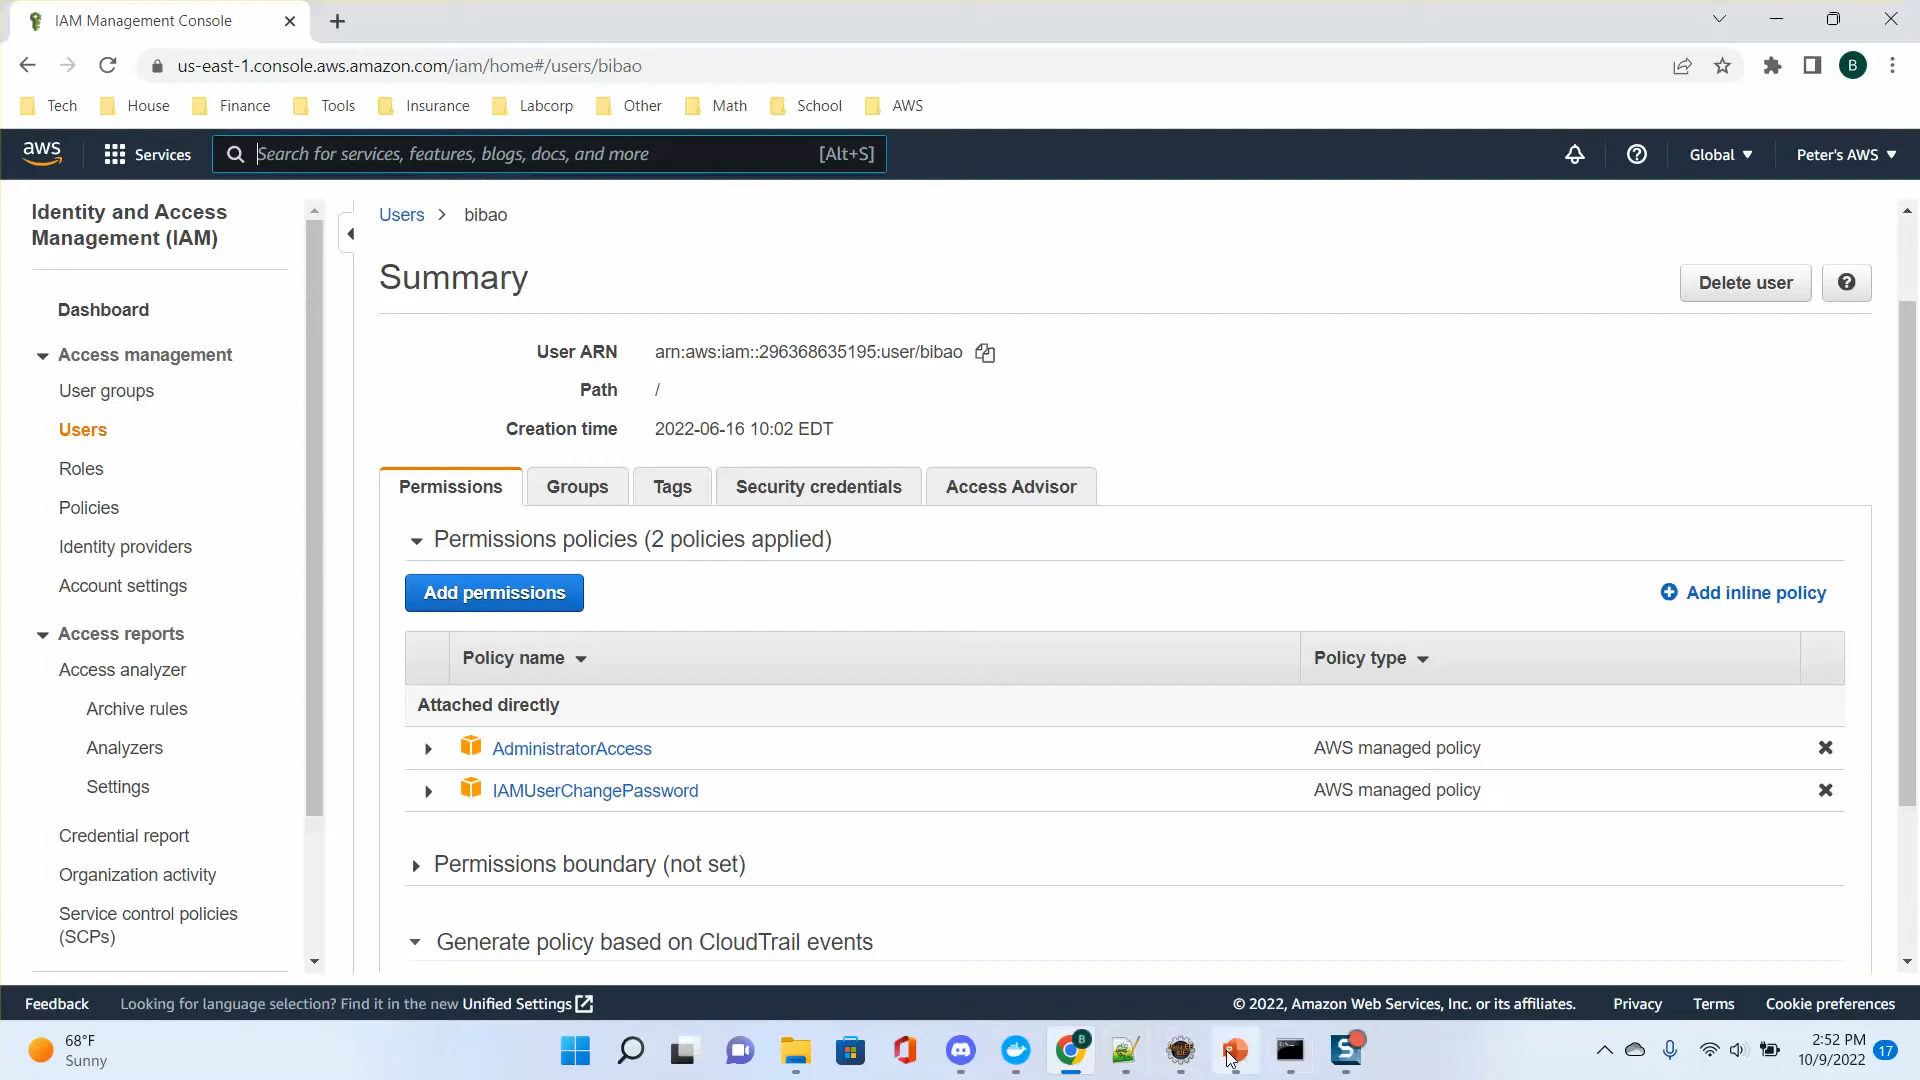 IAM Management Console
us-east-1.console.aws.amazon.com/iam/home#/users/bibao
B
Tech
House
Finance
Tools
Insurance
Labcorp
Other
Math
School
AWS
aws
Services
Search for services, features, blogs, docs, and more
[Alt+S]
Global
Peter's AWS
Identity and Access
Management (IAM)
Dashboard
Access management
User groups
Users
Roles
Policies
Identity providers
Account settings
Access reports
Access analyzer
Archive rules
Analyzers
Settings
Credential report
Organization activity
Service control policies
(SCPs)
Users > bibao
Summary
Delete user
User ARN
arn:aws:iam::296368635195:user/bibao
Path
/
Creation time
2022-06-16 10:02 EDT
Permissions
Groups
Tags
Security credentials
Access Advisor
Permissions policies (2 policies applied)
Add permissions
Add inline policy
Policy name
Policy type
Attached directly
AdministratorAccess
AWS managed policy
IAMUserChangePassword
AWS managed policy
Permissions boundary (not set)
Generate policy based on CloudTrail events
Feedback
Looking for language selection? Find it in the new Unified Settings
© 2022, Amazon Web Services, Inc. or its affiliates.
Privacy
Terms
Cookie preferences
68°F
Sunny
2:52 PM
10/9/2022
17